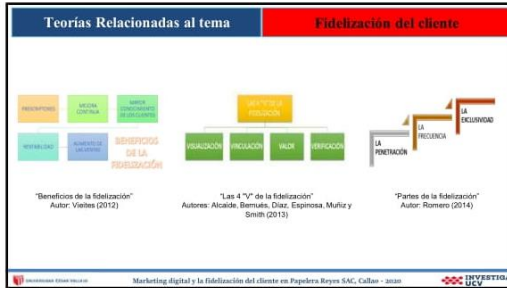 Teorías Relacionadas al tema
Fidelización del cliente
PRESCRIPTORES
MEJORA
CONTINUA
MAYOR
CONOCIMIENTO
DE LOS CLIENTES
RENTABILIDAD
AUMENTO DE
LAS VENTAS
BENEFICIOS
DE LA
FIDELIZACIÓN
LAS 4 "V" DE LA
FIDELIZACIÓN
VISUALIZACIÓN
VINCULACIÓN
VALOR
VERIFICACIÓN
LA
PENETRACIÓN
LA
FRECUENCIA
LA
EXCLUSIVIDAD
"Beneficios de la fidelización"
Autor: Vieites (2012)
"Las 4 "V" de la fidelización"
Autores: Alcaide, Bernués, Díaz, Espinosa, Muñiz y
Smith (2013)
"Partes de la fidelización"
Autor: Romero (2014)
UNIVERSIDAD CÉSAR VALLEJO
Marketing digital y la fidelización del cliente en Papelera Reyes SAC, Callao - 2020
INVESTIGA
UCV